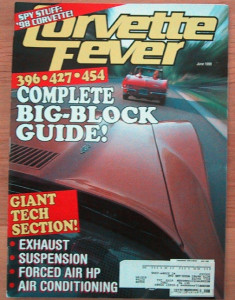 SPY STUFF:
'98 CORVETTE!
Corvette
Fever
396 • 427 • 454
COMPLETE
BIG-BLOCK
GUIDE!
GIANT
TECH
SECTION!
• EXHAUST
• SUSPENSION
• FORCED AIR HP
• AIR CONDITIONING